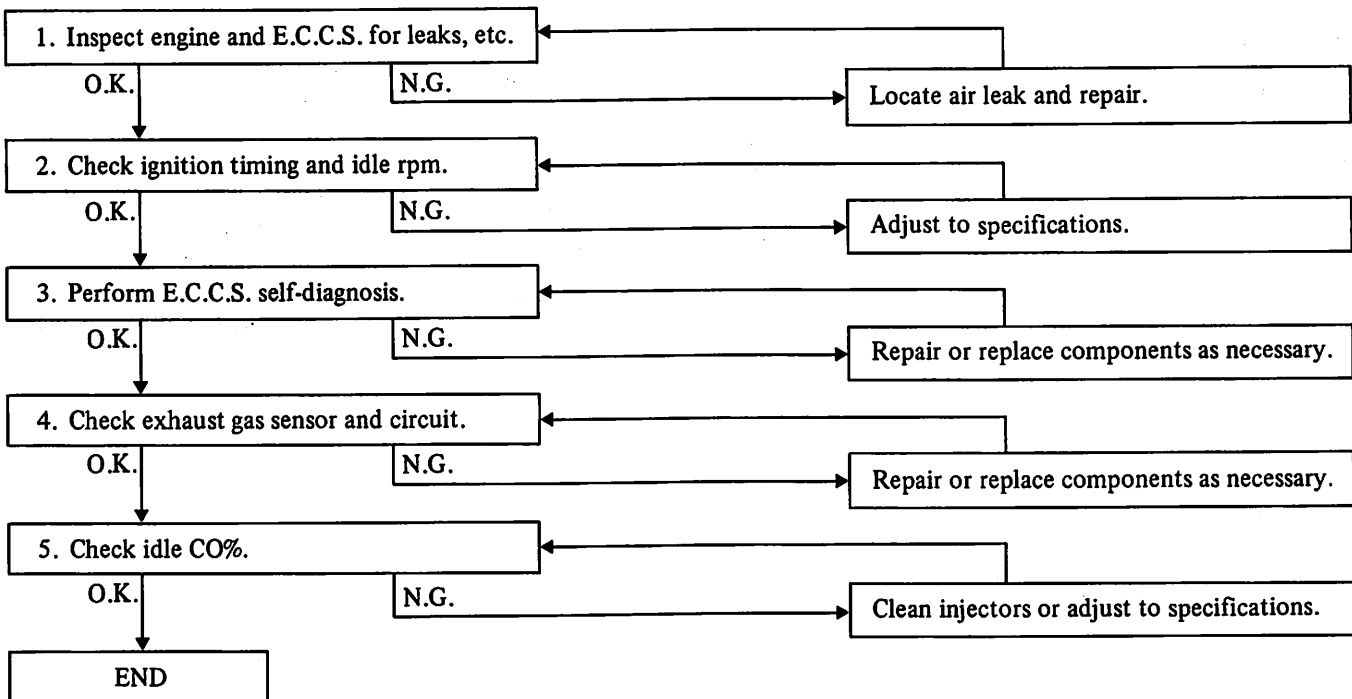 1. Inspect engine and E.C.C.S. for leaks, etc.
O.K.
N.G.
Locate air leak and repair.
2. Check ignition timing and idle rpm.
O.K.
N.G.
Adjust to specifications.
3. Perform E.C.C.S. self-diagnosis.
O.K.
N.G.
Repair or replace components as necessary.
4. Check exhaust gas sensor and circuit.
O.K.
N.G.
Repair or replace components as necessary.
5. Check idle CO%.
O.K.
N.G.
Clean injectors or adjust to specifications.
END